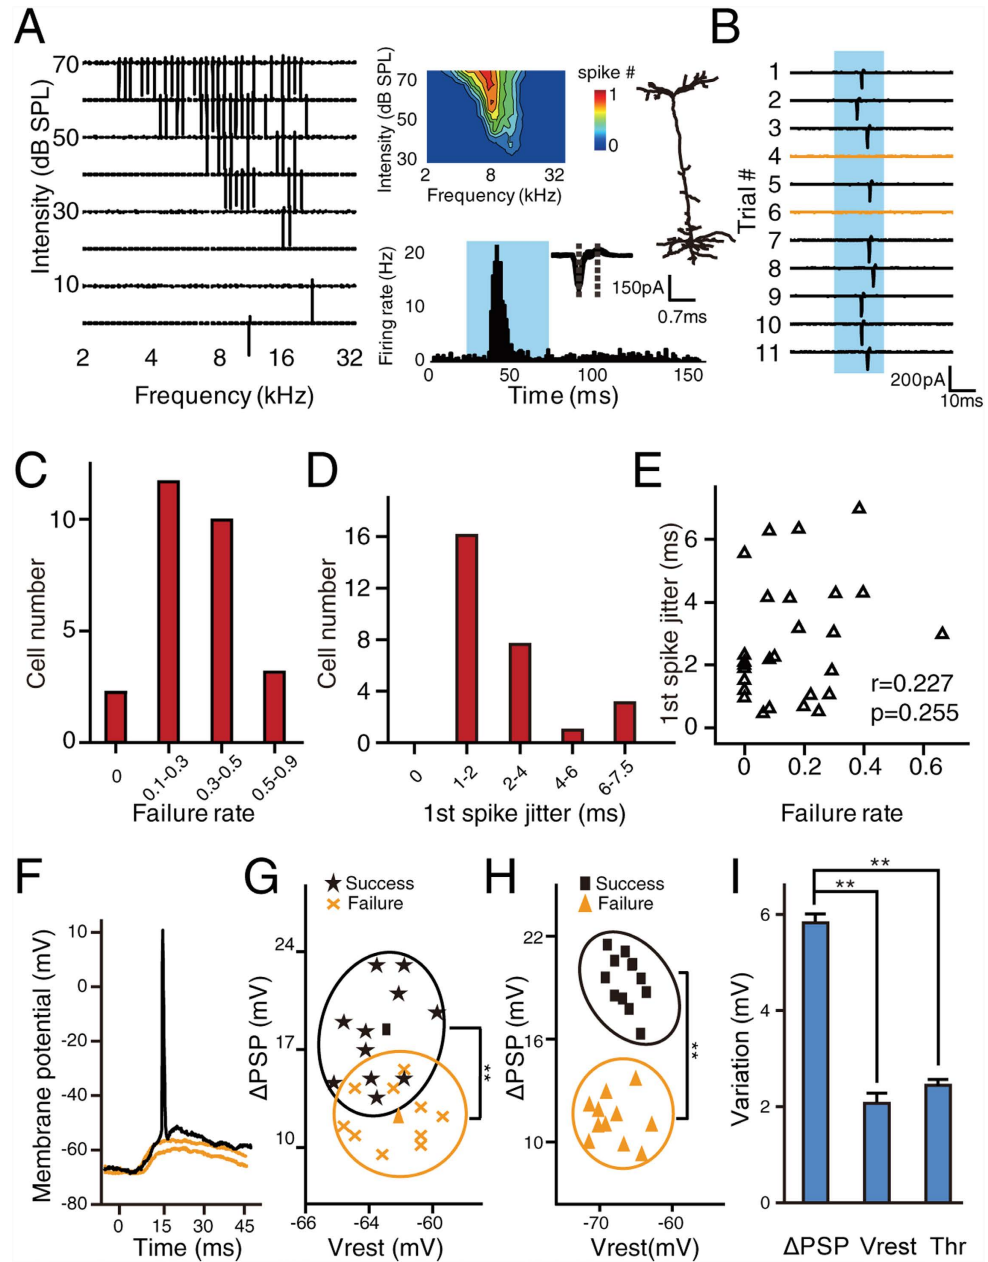 A
B
70
50
30
10
Intensity (dB SPL)
2 4 8 16 32
Frequency (kHz)
Intensity (dB SPL)
70
50
30
2 8 32
Frequency (kHz)
spike #
1
0
Firing rate (Hz)
20
10
0
0 50 100 150
Time (ms)
150pA
0.7ms
Trial #
1
2
3
4
5
6
7
8
9
10
11
200pA
10ms
C
D
E
Cell number
10
5
0
0 0.1-0.3 0.3-0.5 0.5-0.9
Failure rate
Cell number
16
12
8
4
0
0 1-2 2-4 4-6 6-7.5
1st spike jitter (ms)
1st spike jitter (ms)
6
4
2
0
r=0.227
p=0.255
0 0.2 0.4 0.6
Failure rate
F
G
H
I
Membrane potential (mV)
10
0
-20
-40
-60
-80
0 15 30 45
Time (ms)
Success
Failure
ΔPSP (mV)
24
17
10
**
-66 -64 -60
Vrest (mV)
Success
Failure
ΔPSP (mV)
22
16
10
**
-70 -60
Vrest(mV)
**
**
Variation (mV)
6
4
2
0
ΔPSP Vrest Thr